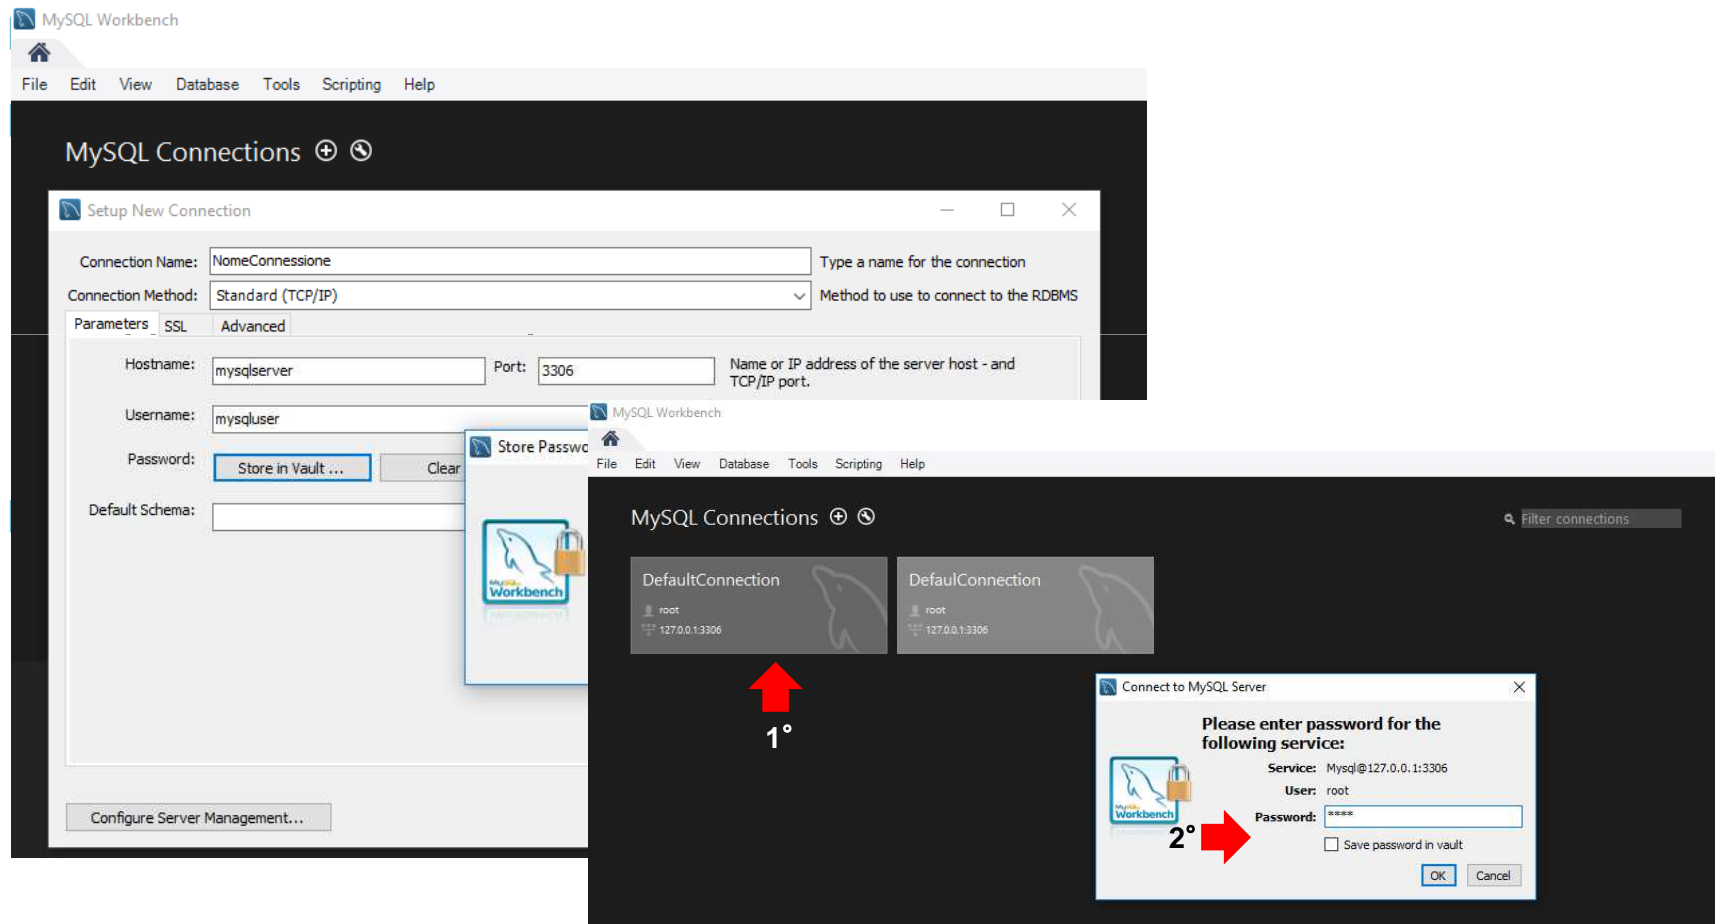 MySQL Workbench
File Edit View Database Tools Scripting Help
MySQL Connections
Setup New Connection
Connection Name: NomeConnessione Type a name for the connection
Connection Method: Standard (TCP/IP) Method to use to connect to the RDBMS
Parameters SSL Advanced
Hostname: mysqlserver Port: 3306 Name or IP address of the server host - and
TCP/IP port.
Username: mysqluser
Password: Store in Vault ... Clear
Default Schema:
Store Passwo
MySQL
Workbench
Configure Server Management...
MySQL Workbench
File Edit View Database Tools Scripting Help
MySQL Connections Filter connections
DefaultConnection
root
127.0.0.1:3306
DefaulConnection
root
127.0.0.1:3306
1°
Connect to MySQL Server
Please enter password for the
following service:
Service: Mysql@127.0.0.1:3306
User: root
Password: ****
MySQL
Workbench
2°
Save password in vault
OK Cancel